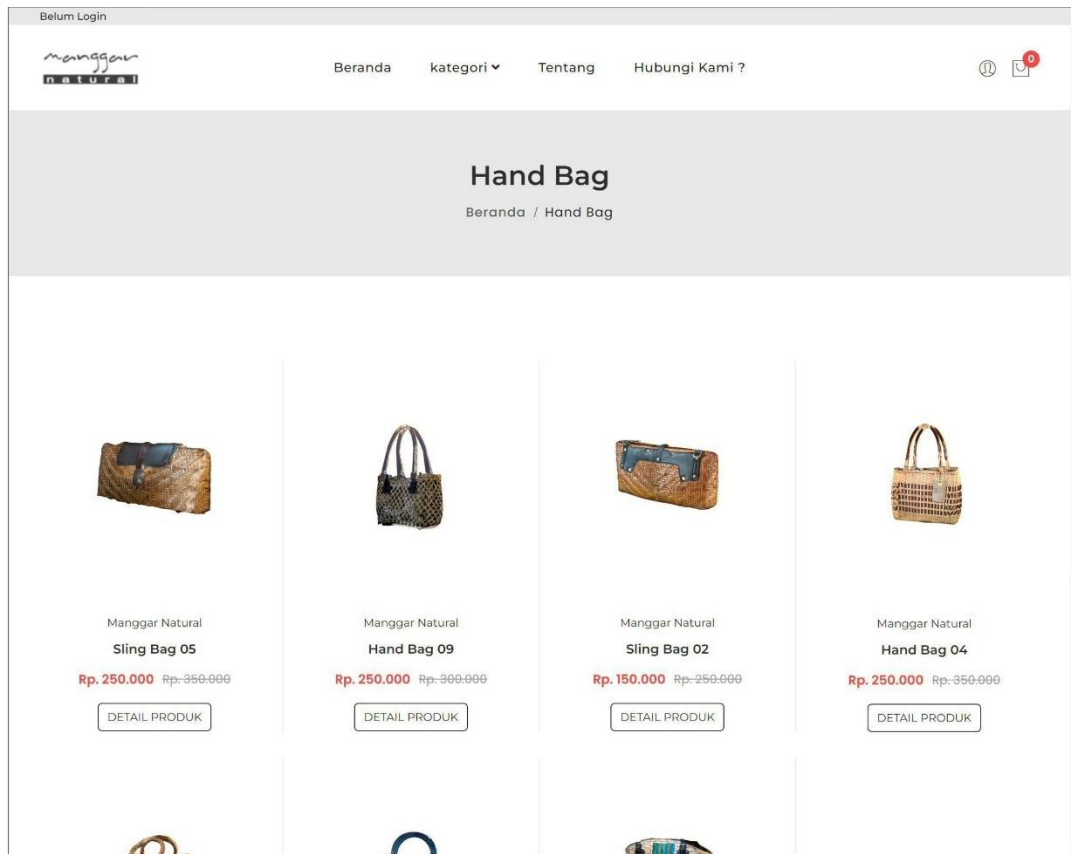 Belum Login
manggar
natural
Beranda kategori Tentang Hubungi Kami ?
0
Hand Bag
Beranda / Hand Bag
Manggar Natural
Sling Bag 05
Rp. 250.000 Rp. 350.000
DETAIL PRODUK
Manggar Natural
Hand Bag 09
Rp. 250.000 Rp. 300.000
DETAIL PRODUK
Manggar Natural
Sling Bag 02
Rp. 150.000 Rp. 250.000
DETAIL PRODUK
Manggar Natural
Hand Bag 04
Rp. 250.000 Rp. 350.000
DETAIL PRODUK